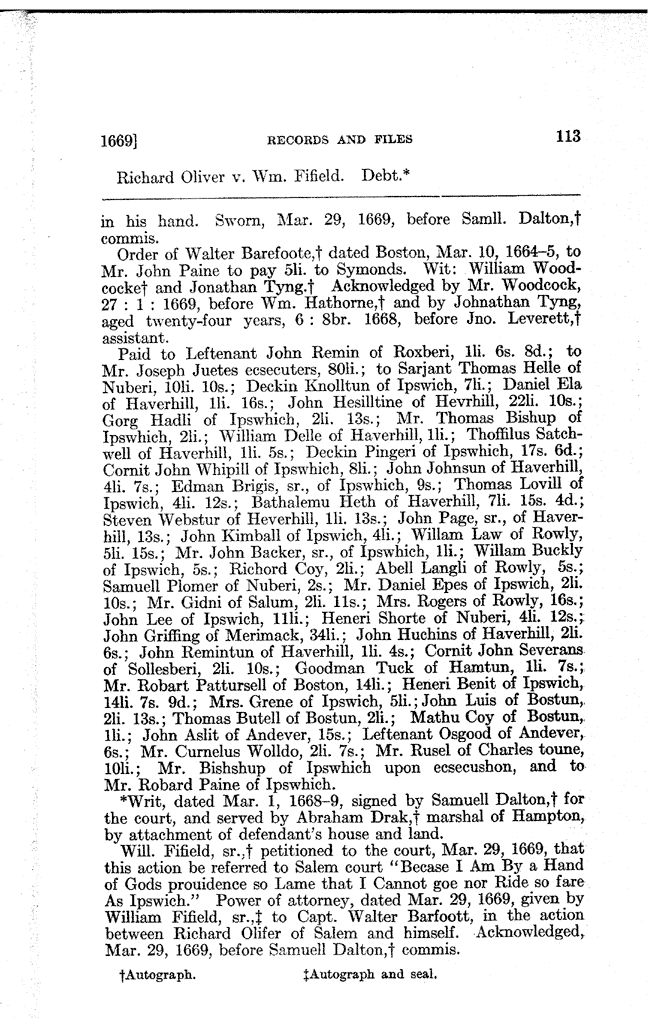 1669] RECORDS AND FILES 113
Richard Oliver v. Wm. Fifield. Debt.*
in his hand. Sworn, Mar. 29, 1669, before Samll. Dalton,†
commis.
Order of Walter Barefoote,† dated Boston, Mar. 10, 1664-5, to
Mr. John Paine to pay 5li. to Symonds. Wit: William Wood-
cocke† and Jonathan Tyng.† Acknowledged by Mr. Woodcock,
27 : 1 : 1669, before Wm. Hathorne,† and by Johnathan Tyng,
aged twenty-four years, 6 : 8br. 1668, before Jno. Leverett,†
assistant.
Paid to Leftenant John Remin of Roxberi, 1li. 6s. 8d.; to
Mr. Joseph Juetes ecsecuters, 80li.; to Sarjant Thomas Helle of
Nuberi, 10li. 10s.; Deckin Knolltun of Ipswich, 7li.; Daniel Ela
of Haverhill, 1li. 16s.; John Hesilltine of Hevrhill, 22li. 10s.;
Gorg Hadli of Ipswich, 2li. 13s.; Mr. Thomas Bishup of
Ipswhich, 2li.; William Delle of Haverhill, 1li.; Thoffilus Satch-
well of Haverhill, 1li. 5s.; Deckin Pingeri of Ipswich, 17s. 6d.;
Cornit John Whipill of Ipswich, 8li.; John Johnsun of Haverhill,
4li. 7s.; Edman Brigis, sr., of Ipswhich, 9s.; Thomas Lovill of
Ipswich, 4li. 12s.; Bathalemu Heth of Haverhill, 7li. 15s. 4d.;
Steven Webstur of Heverhill, 1li. 13s.; John Page, sr., of Haver-
hill, 13s.; John Kimball of Ipswich, 4li.; Willam Law of Rowly,
5li. 15s.; Mr. John Backer, sr., of Ipswhich, 1li.; Willam Buckly
of Ipswich, 5s.; Richord Coy, 2li.; Abell Langli of Rowly, 5s.;
Samuell Plomer of Nuberi, 2s.; Mr. Daniel Epes of Ipswich, 2li.
10s.; Mr. Gidni of Salum, 2li. 11s.; Mrs. Rogers of Rowly, 16s.;
John Lee of Ipswich, 11li.; Heneri Shorte of Nuberi, 4li. 12s.;
John Griffing of Merimack, 34li.; John Huchins of Haverhill, 2li.
6s.; John Remintun of Haverhill, 1li. 4s.; Cornit John Severans
of Sollesberi, 2li. 10s.; Goodman Tuck of Hamtun, 1li. 7s.;
Mr. Robart Pattursell of Boston, 14li.; Heneri Benit of Ipswich,
14li. 7s. 9d.; Mrs. Grene of Ipswich, 5li.; John Luis of Bostun,
2li. 13s.; Thomas Butell of Bostun, 2li.; Mathu Coy of Bostun,
1li.; John Aslit of Andever, 15s.; Leftenant Osgood of Andever,
6s.; Mr. Curnelus Wolldo, 2li. 7s.; Mr. Rusel of Charles toune,
10li.; Mr. Bishshup of Ipswich upon ecsecushon, and to
Mr. Robard Paine of Ipswich.
*Writ, dated Mar. 1, 1668-9, signed by Samuell Dalton,† for
the court, and served by Abraham Drak,† marshal of Hampton,
by attachment of defendant's house and land.
Will. Fifield, sr.,† petitioned to the court, Mar. 29, 1669, that
this action be referred to Salem court "Becase I Am By a Hand
of Gods prouidence so Lame that I Cannot goe nor Ride so fare
As Ipswich." Power of attorney, dated Mar. 29, 1669, given by
William Fifield, sr.,‡ to Capt. Walter Barfoott, in the action
between Richard Olifer of Salem and himself. Acknowledged,
Mar. 29, 1669, before Samuell Dalton,† commis.
†Autograph. ‡Autograph and seal.